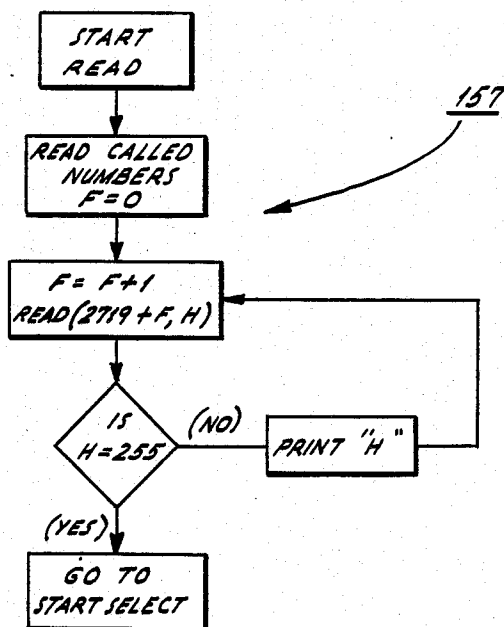 START
READ
157
READ CALLED
NUMBERS
F=0
F= F+1
READ(2719+F, H)
IS
H=255
(NO)
PRINT "H"
(YES)
GO TO
START SELECT